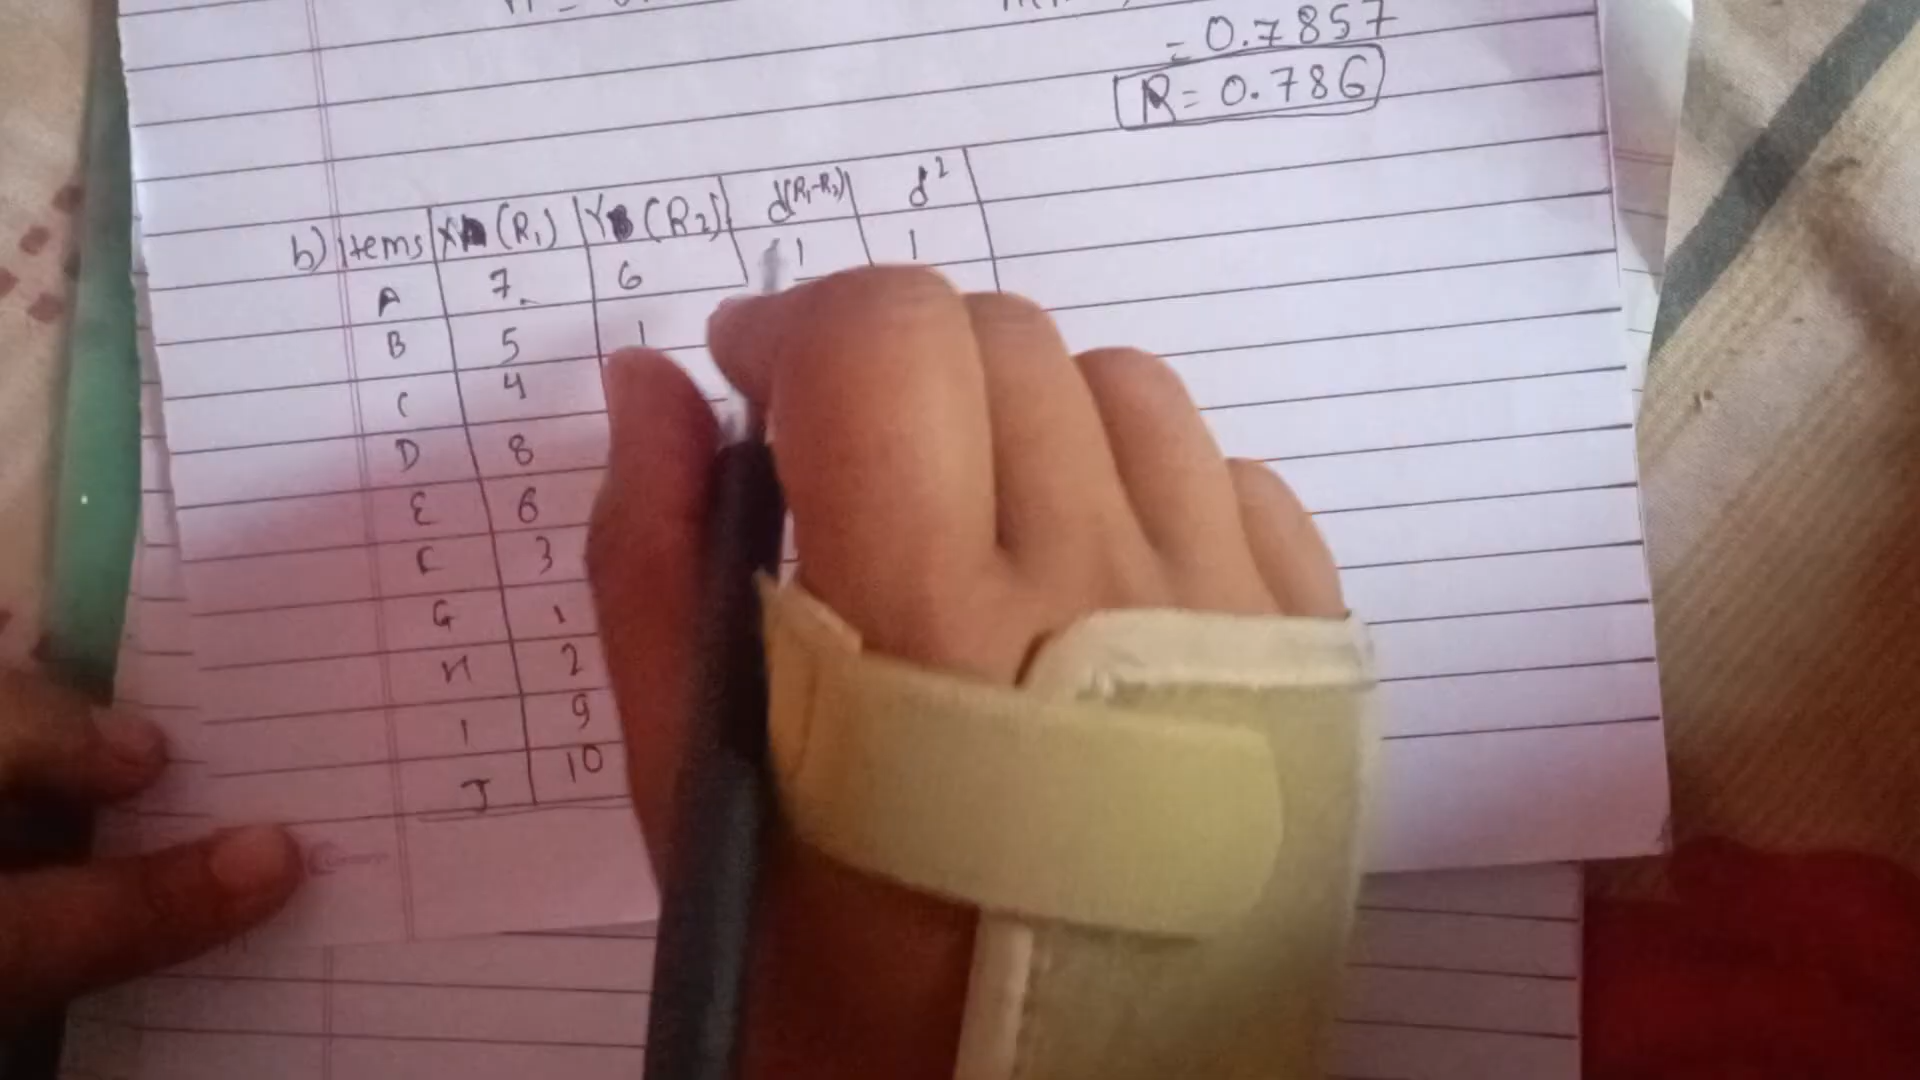 = 0.7857
R = 0.786
b) Items X (R₁) Y (R₂) d(R₁-R₂) d²
A 7 6 1 1
B 5 1
C 4
D 8
E 6
F 3
G 1
H 2
I 9
J 10